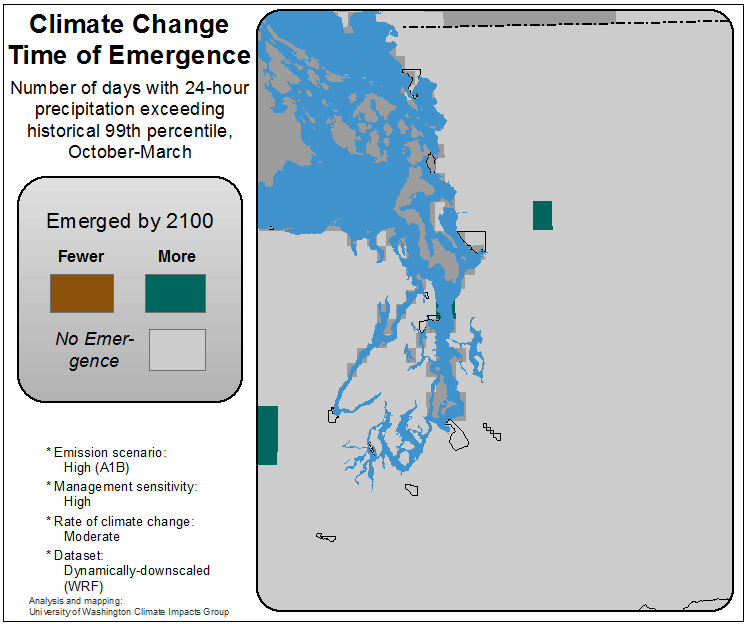 Climate Change
Time of Emergence
Number of days with 24-hour
precipitation exceeding
historical 99th percentile,
October-March
Emerged by 2100
Fewer
More
No Emer-
gence
* Emission scenario:
High (A1B)
* Management sensitivity:
High
* Rate of climate change:
Moderate
* Dataset:
Dynamically-downscaled
(WRF)
Analysis and mapping:
University of Washington Climate Impacts Group